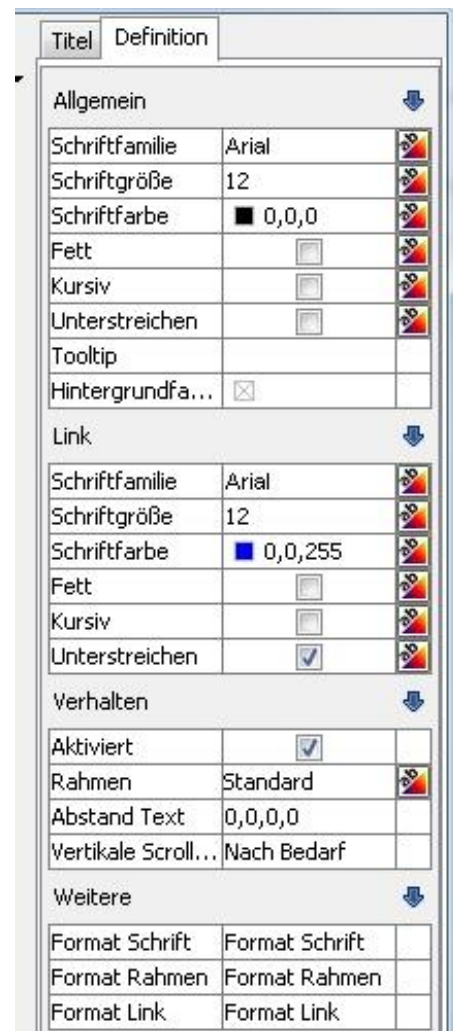 Titel Definition
Allgemein
Schriftfamilie Arial
Schriftgröße 12
Schriftfarbe 0,0,0
Fett
Kursiv
Unterstreichen
Tooltip
Hintergrundfa...
Link
Schriftfamilie Arial
Schriftgröße 12
Schriftfarbe 0,0,255
Fett
Kursiv
Unterstreichen
Verhalten
Aktiviert
Rahmen Standard
Abstand Text 0,0,0,0
Vertikale Scroll... Nach Bedarf
Weitere
Format Schrift Format Schrift
Format Rahmen Format Rahmen
Format Link Format Link